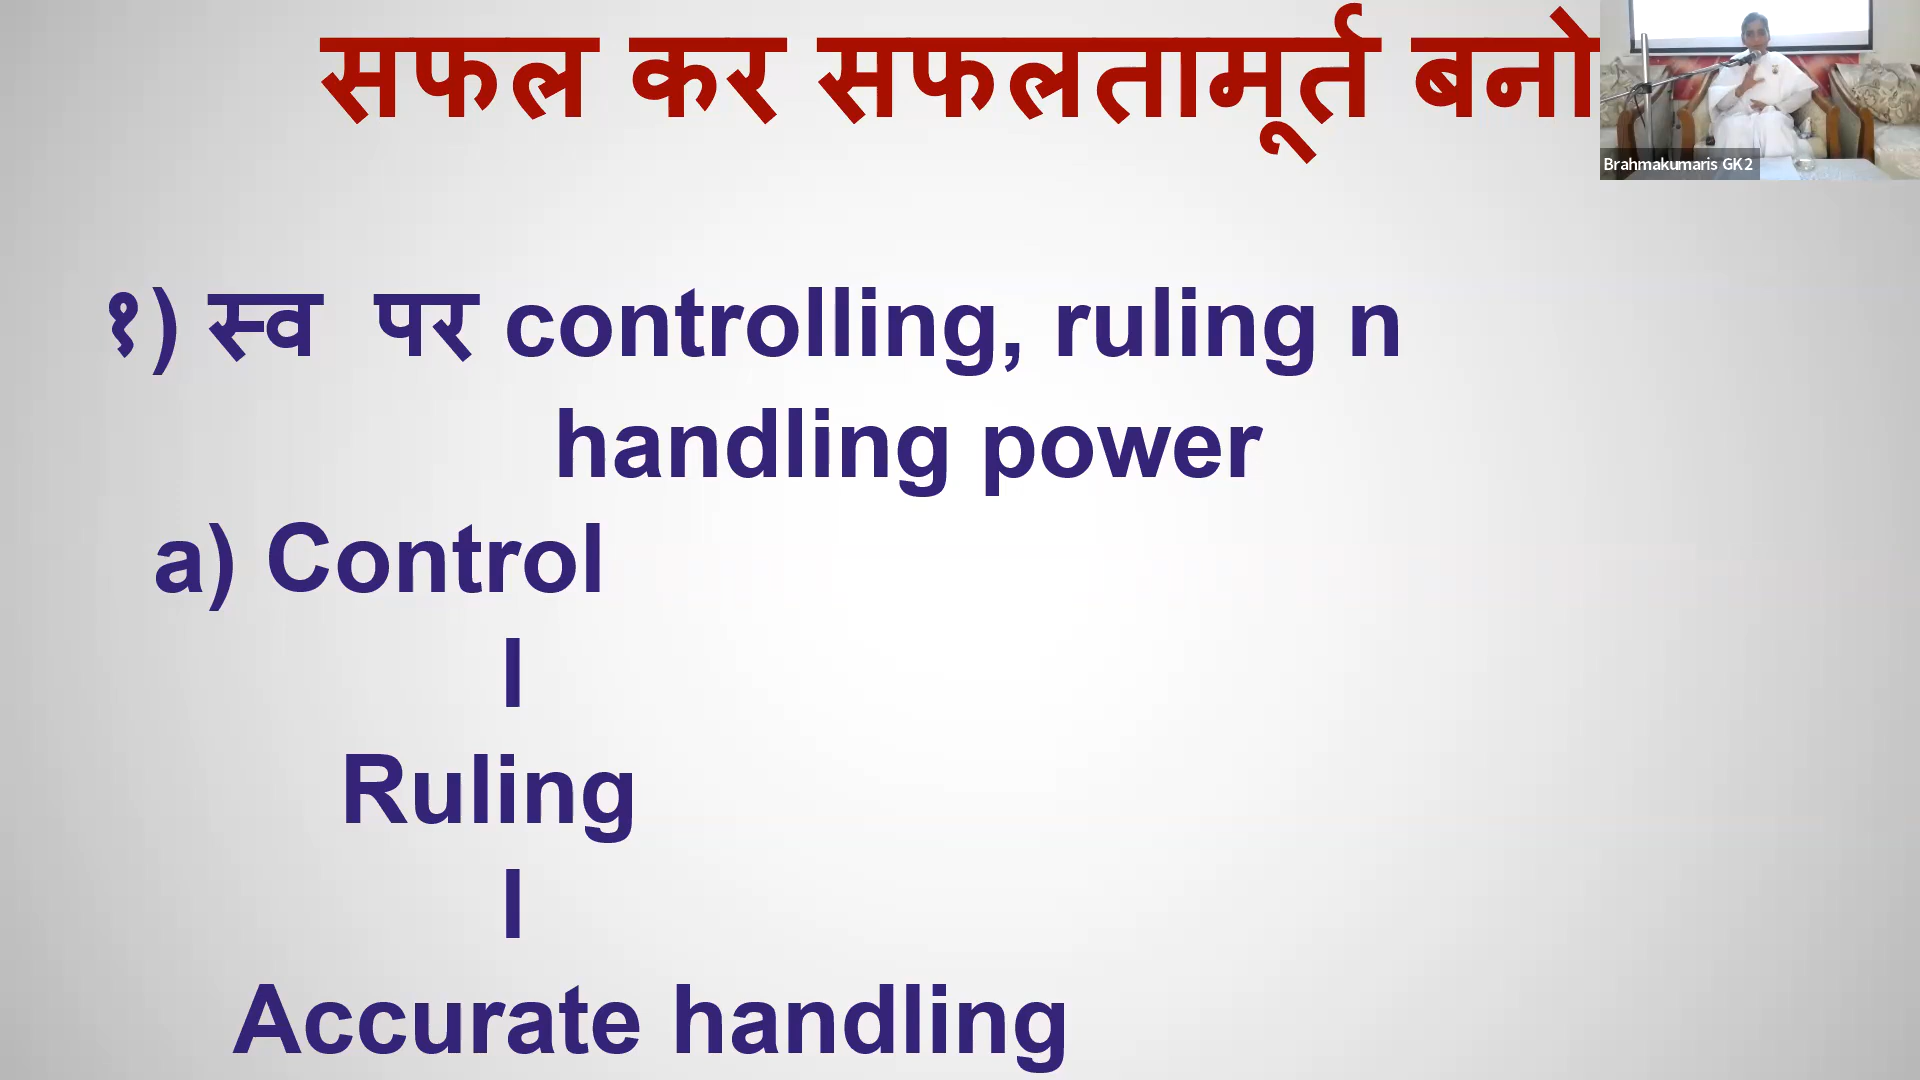 सफल कर सफलतामूर्त बनो
Brahmakumaris GK2
१) स्व पर controlling, ruling n
handling power
a) Control
l
Ruling
l
Accurate handling